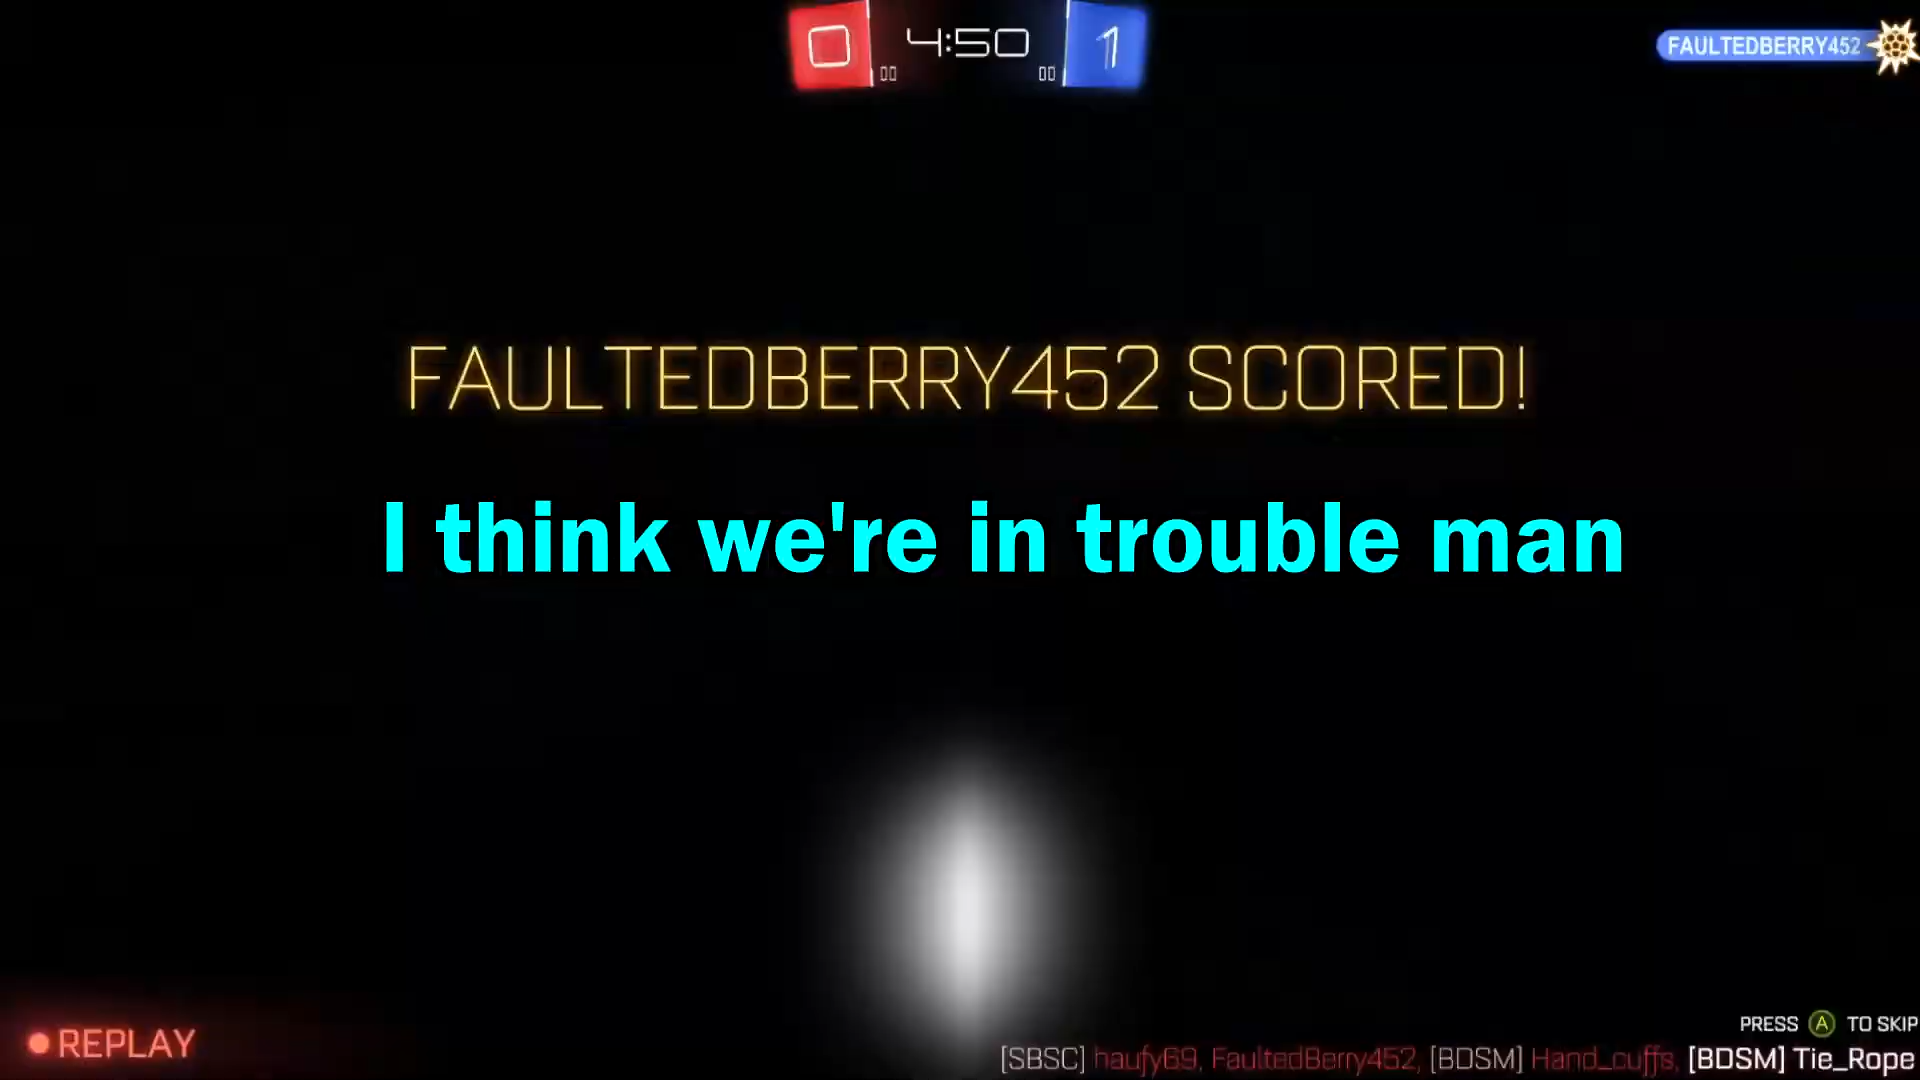 0 4:50 1
FAULTEDBERRY452
FAULTEDBERRY452 SCORED!
I think we're in trouble man
PRESS A TO SKIP
REPLAY
[SBSC] haufy69, FaultedBerry452, [BDSM] Hand_cuffs, [BDSM] Tie_Rope